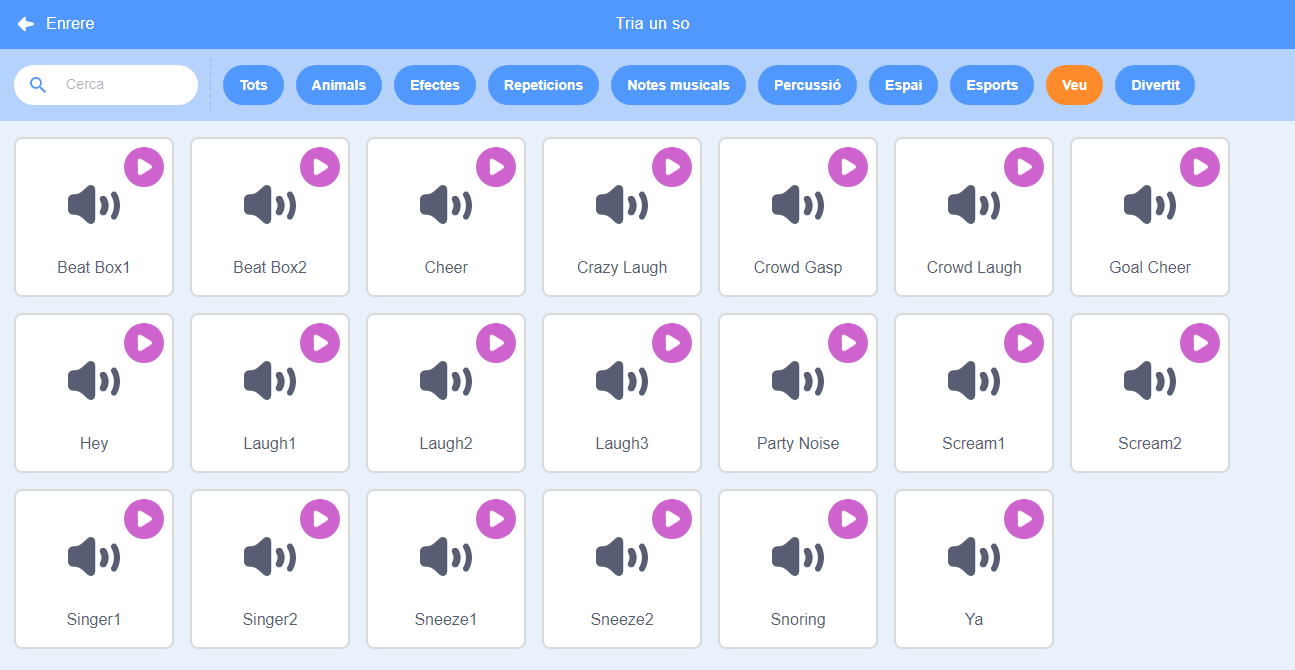 Enrere
Tria un so
Cerca
Tots
Animals
Efectes
Repeticions
Notes musicals
Percussió
Espai
Esports
Veu
Divertit
Beat Box1
Beat Box2
Cheer
Crazy Laugh
Crowd Gasp
Crowd Laugh
Goal Cheer
Hey
Laugh1
Laugh2
Laugh3
Party Noise
Scream1
Scream2
Singer1
Singer2
Sneeze1
Sneeze2
Snoring
Ya